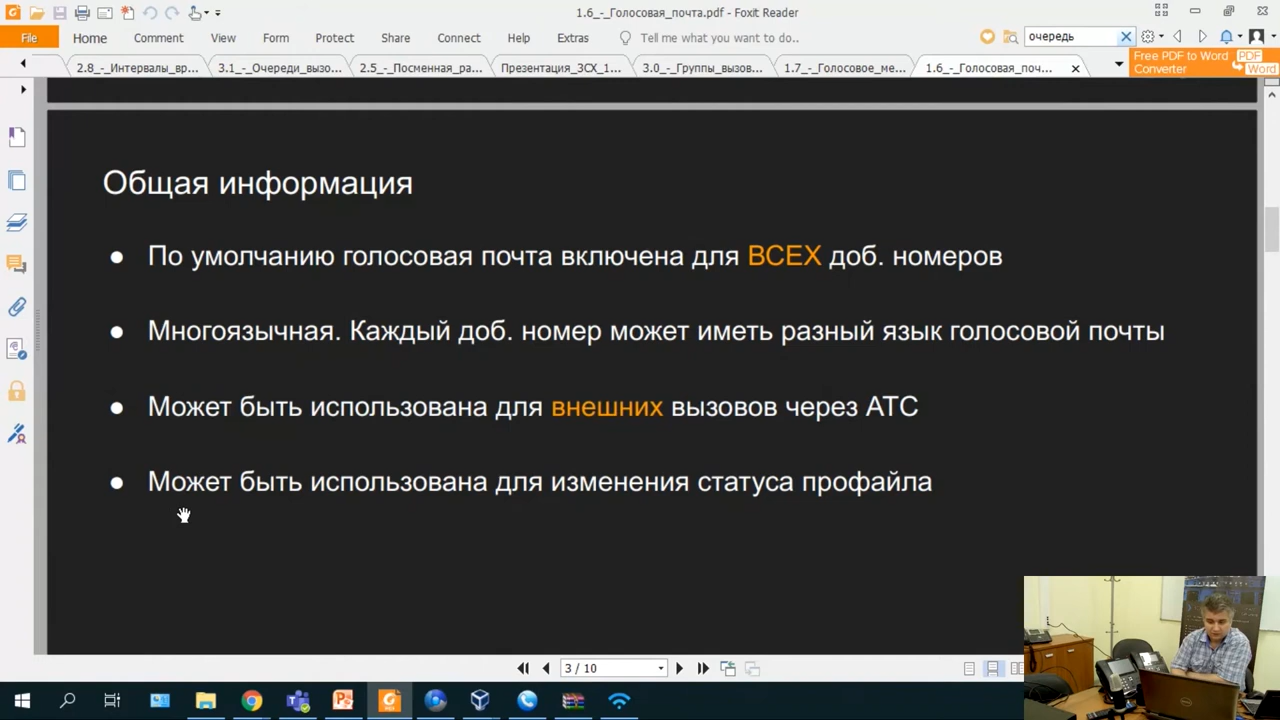 1.6_-_Голосовая_почта.pdf - Foxit Reader
File Home Comment View Form Protect Share Connect Help Extras Tell me what you want to do.. очередь
2.8_-_Интервалы_вр... 3.1_-_Очереди_вызо... 2.5_-_Посменная_ра... Презентация_3CX_1... 3.0_-_Группы_вызов... 1.7_-_Голосовое_ме... 1.6_-_Голосовая_поч...
Free PDF to Word
Converter
PDF
Word
Общая информация
● По умолчанию голосовая почта включена для ВСЕХ доб. номеров
● Многоязычная. Каждый доб. номер может иметь разный язык голосовой почты
● Может быть использована для внешних вызовов через АТС
● Может быть использована для изменения статуса профайла
3 / 10